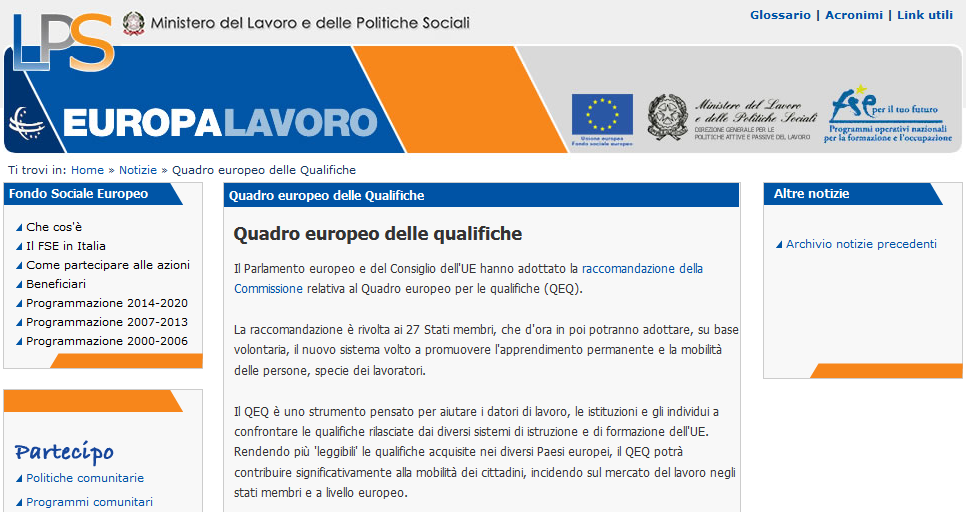 LPS
Ministero del Lavoro e delle Politiche Sociali
Glossario | Acronimi | Link utili
EUROPALAVORO
Unione europea
Fondo sociale europeo
Ministero del Lavoro
e delle Politiche Sociali
DIREZIONE GENERALE PER LE
POLITICHE ATTIVE E PASSIVE DEL LAVORO
fse per il tuo futuro
Programmi operativi nazionali
per la formazione e l'occupazione
Ti trovi in: Home » Notizie » Quadro europeo delle Qualifiche
Fondo Sociale Europeo
Che cos'è
Il FSE in Italia
Come partecipare alle azioni
Beneficiari
Programmazione 2014-2020
Programmazione 2007-2013
Programmazione 2000-2006
Partecipo
Politiche comunitarie
Programmi comunitari
Quadro europeo delle Qualifiche
Quadro europeo delle qualifiche
Il Parlamento europeo e del Consiglio dell'UE hanno adottato la raccomandazione della
Commissione relativa al Quadro europeo per le qualifiche (QEQ).
La raccomandazione è rivolta ai 27 Stati membri, che d'ora in poi potranno adottare, su base
volontaria, il nuovo sistema volto a promuovere l'apprendimento permanente e la mobilità
delle persone, specie dei lavoratori.
Il QEQ è uno strumento pensato per aiutare i datori di lavoro, le istituzioni e gli individui a
confrontare le qualifiche rilasciate dai diversi sistemi di istruzione e di formazione dell'UE.
Rendendo più 'leggibili' le qualifiche acquisite nei diversi Paesi europei, il QEQ potrà
contribuire significativamente alla mobilità dei cittadini, incidendo sul mercato del lavoro negli
stati membri e a livello europeo.
Altre notizie
Archivio notizie precedenti